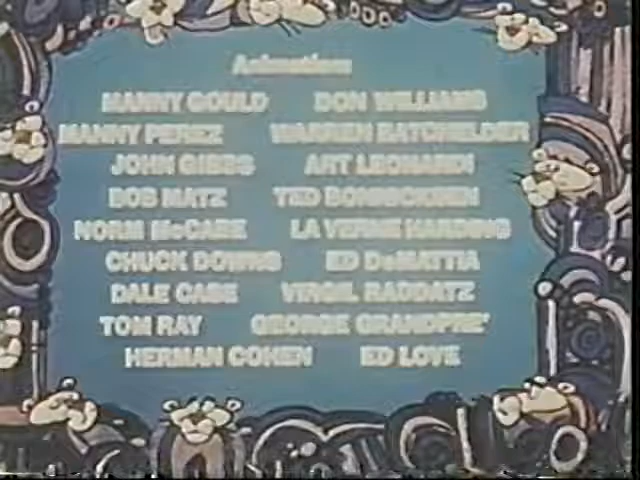 Animation:
MANNY GOULD DON WILLIAMS
MANNY PEREZ WARREN BATCHELDER
JOHN GIBBS ART LEONARDI
BOB MATZ TED BONNICKSEN
NORM McCABE LA VERNE HARDING
CHUCK DOWNS ED DeMATTIA
DALE CASE VIRGIL RADDATZ
TOM RAY GEORGE GRANDPRE'
HERMAN COHEN ED LOVE